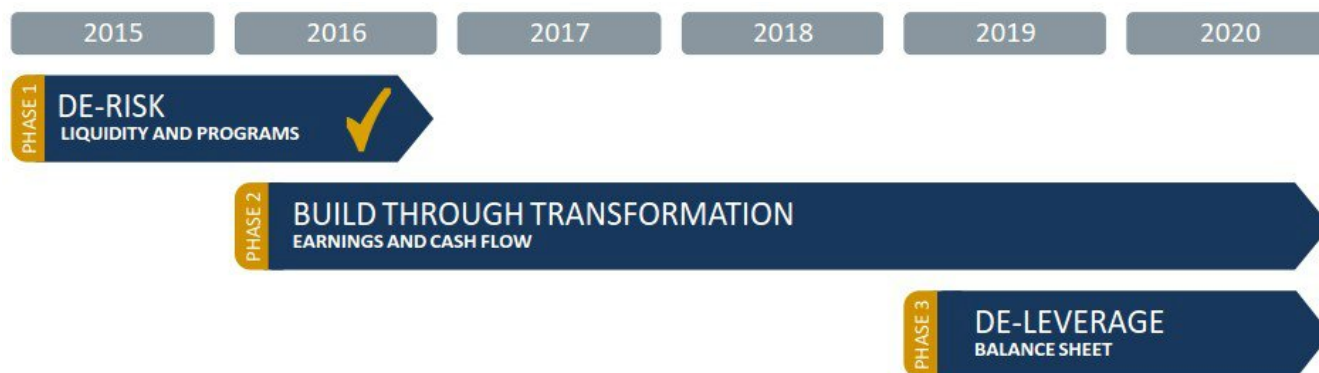 2015 2016 2017 2018 2019 2020
PHASE 1
DE-RISK
LIQUIDITY AND PROGRAMS
PHASE 2
BUILD THROUGH TRANSFORMATION
EARNINGS AND CASH FLOW
PHASE 3
DE-LEVERAGE
BALANCE SHEET